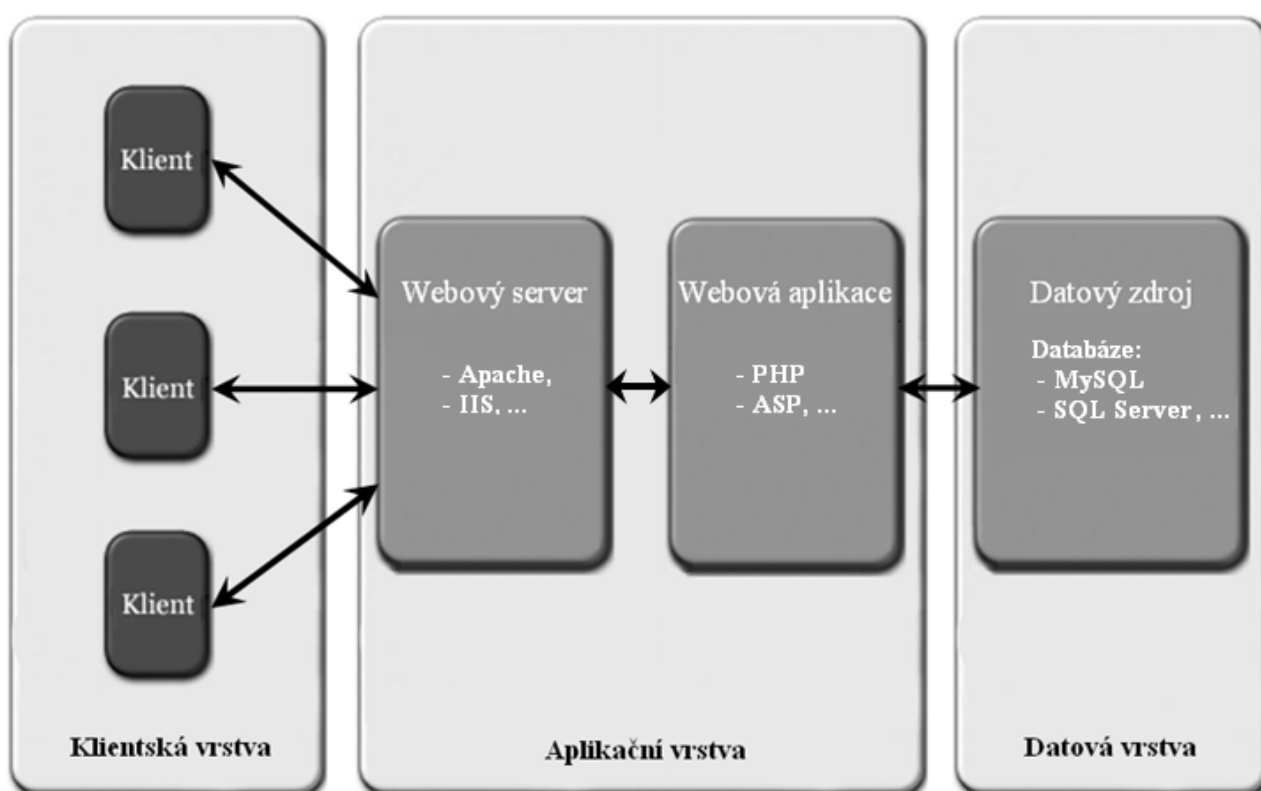 Klient
Klient
Klient
Klientská vrstva
Webový server
- Apache,
- IIS, ...
Webová aplikace
- PHP
- ASP, ...
Aplikační vrstva
Datový zdroj
Databáze:
- MySQL
- SQL Server, ...
Datová vrstva